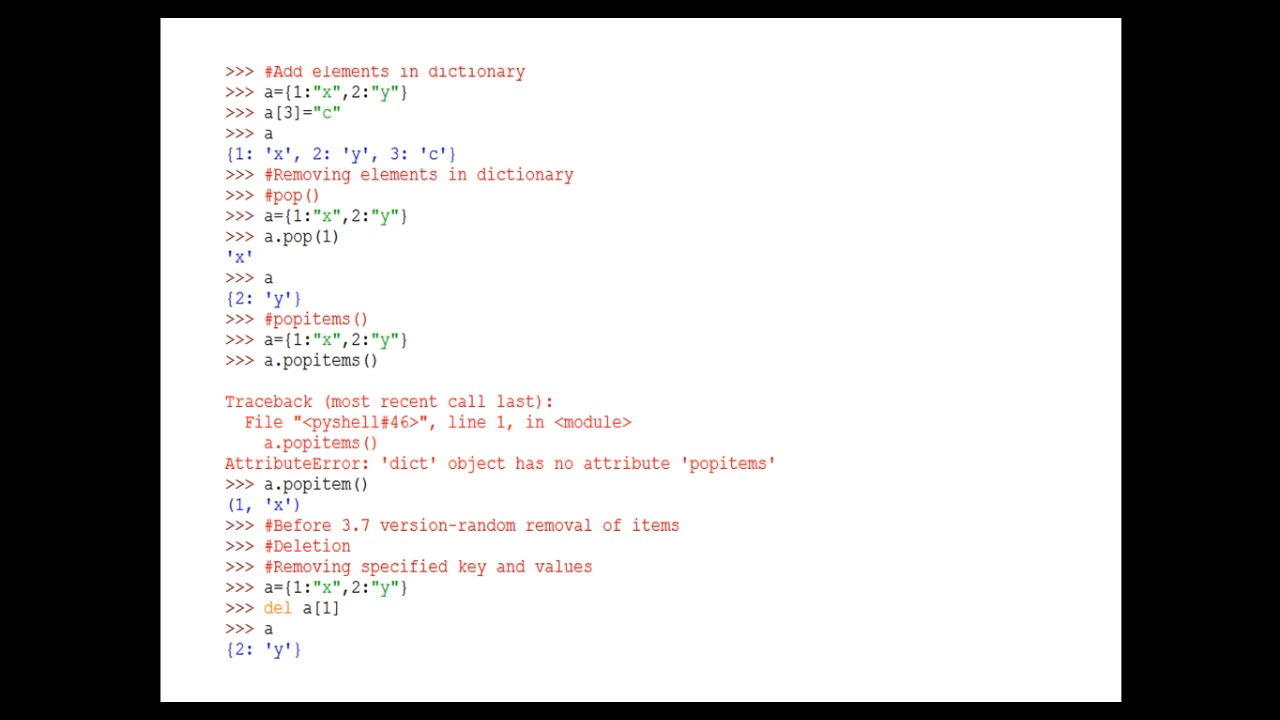 >>> #Add elements in dictionary
>>> a={1:"x",2:"y"}
>>> a[3]="c"
>>> a
{1: 'x', 2: 'y', 3: 'c'}
>>> #Removing elements in dictionary
>>> #pop()
>>> a={1:"x",2:"y"}
>>> a.pop(1)
'x'
>>> a
{2: 'y'}
>>> #popitems()
>>> a={1:"x",2:"y"}
>>> a.popitems()
Traceback (most recent call last):
  File "<pyshell#46>", line 1, in <module>
    a.popitems()
AttributeError: 'dict' object has no attribute 'popitems'
>>> a.popitem()
(1, 'x')
>>> #Before 3.7 version-random removal of items
>>> #Deletion
>>> #Removing specified key and values
>>> a={1:"x",2:"y"}
>>> del a[1]
>>> a
{2: 'y'}